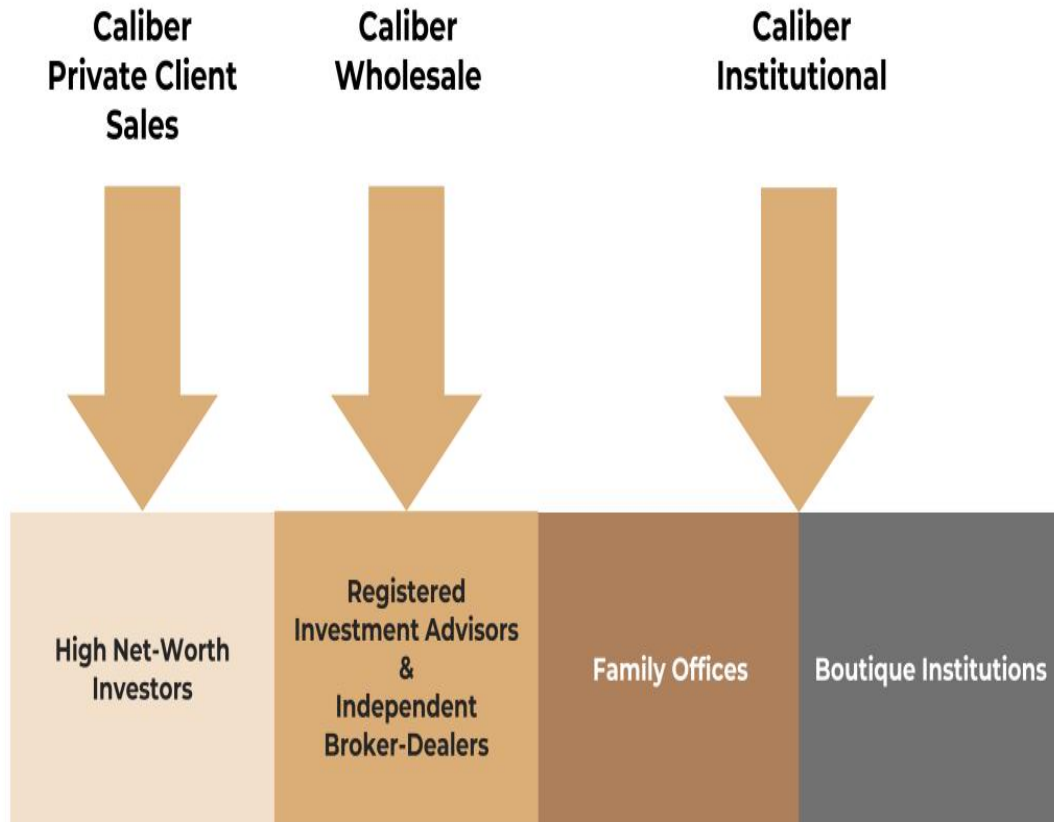 Caliber
Private Client
Sales
Caliber
Wholesale
Caliber
Institutional
High Net-Worth
Investors
Registered
Investment Advisors
&
Independent
Broker-Dealers
Family Offices
Boutique Institutions